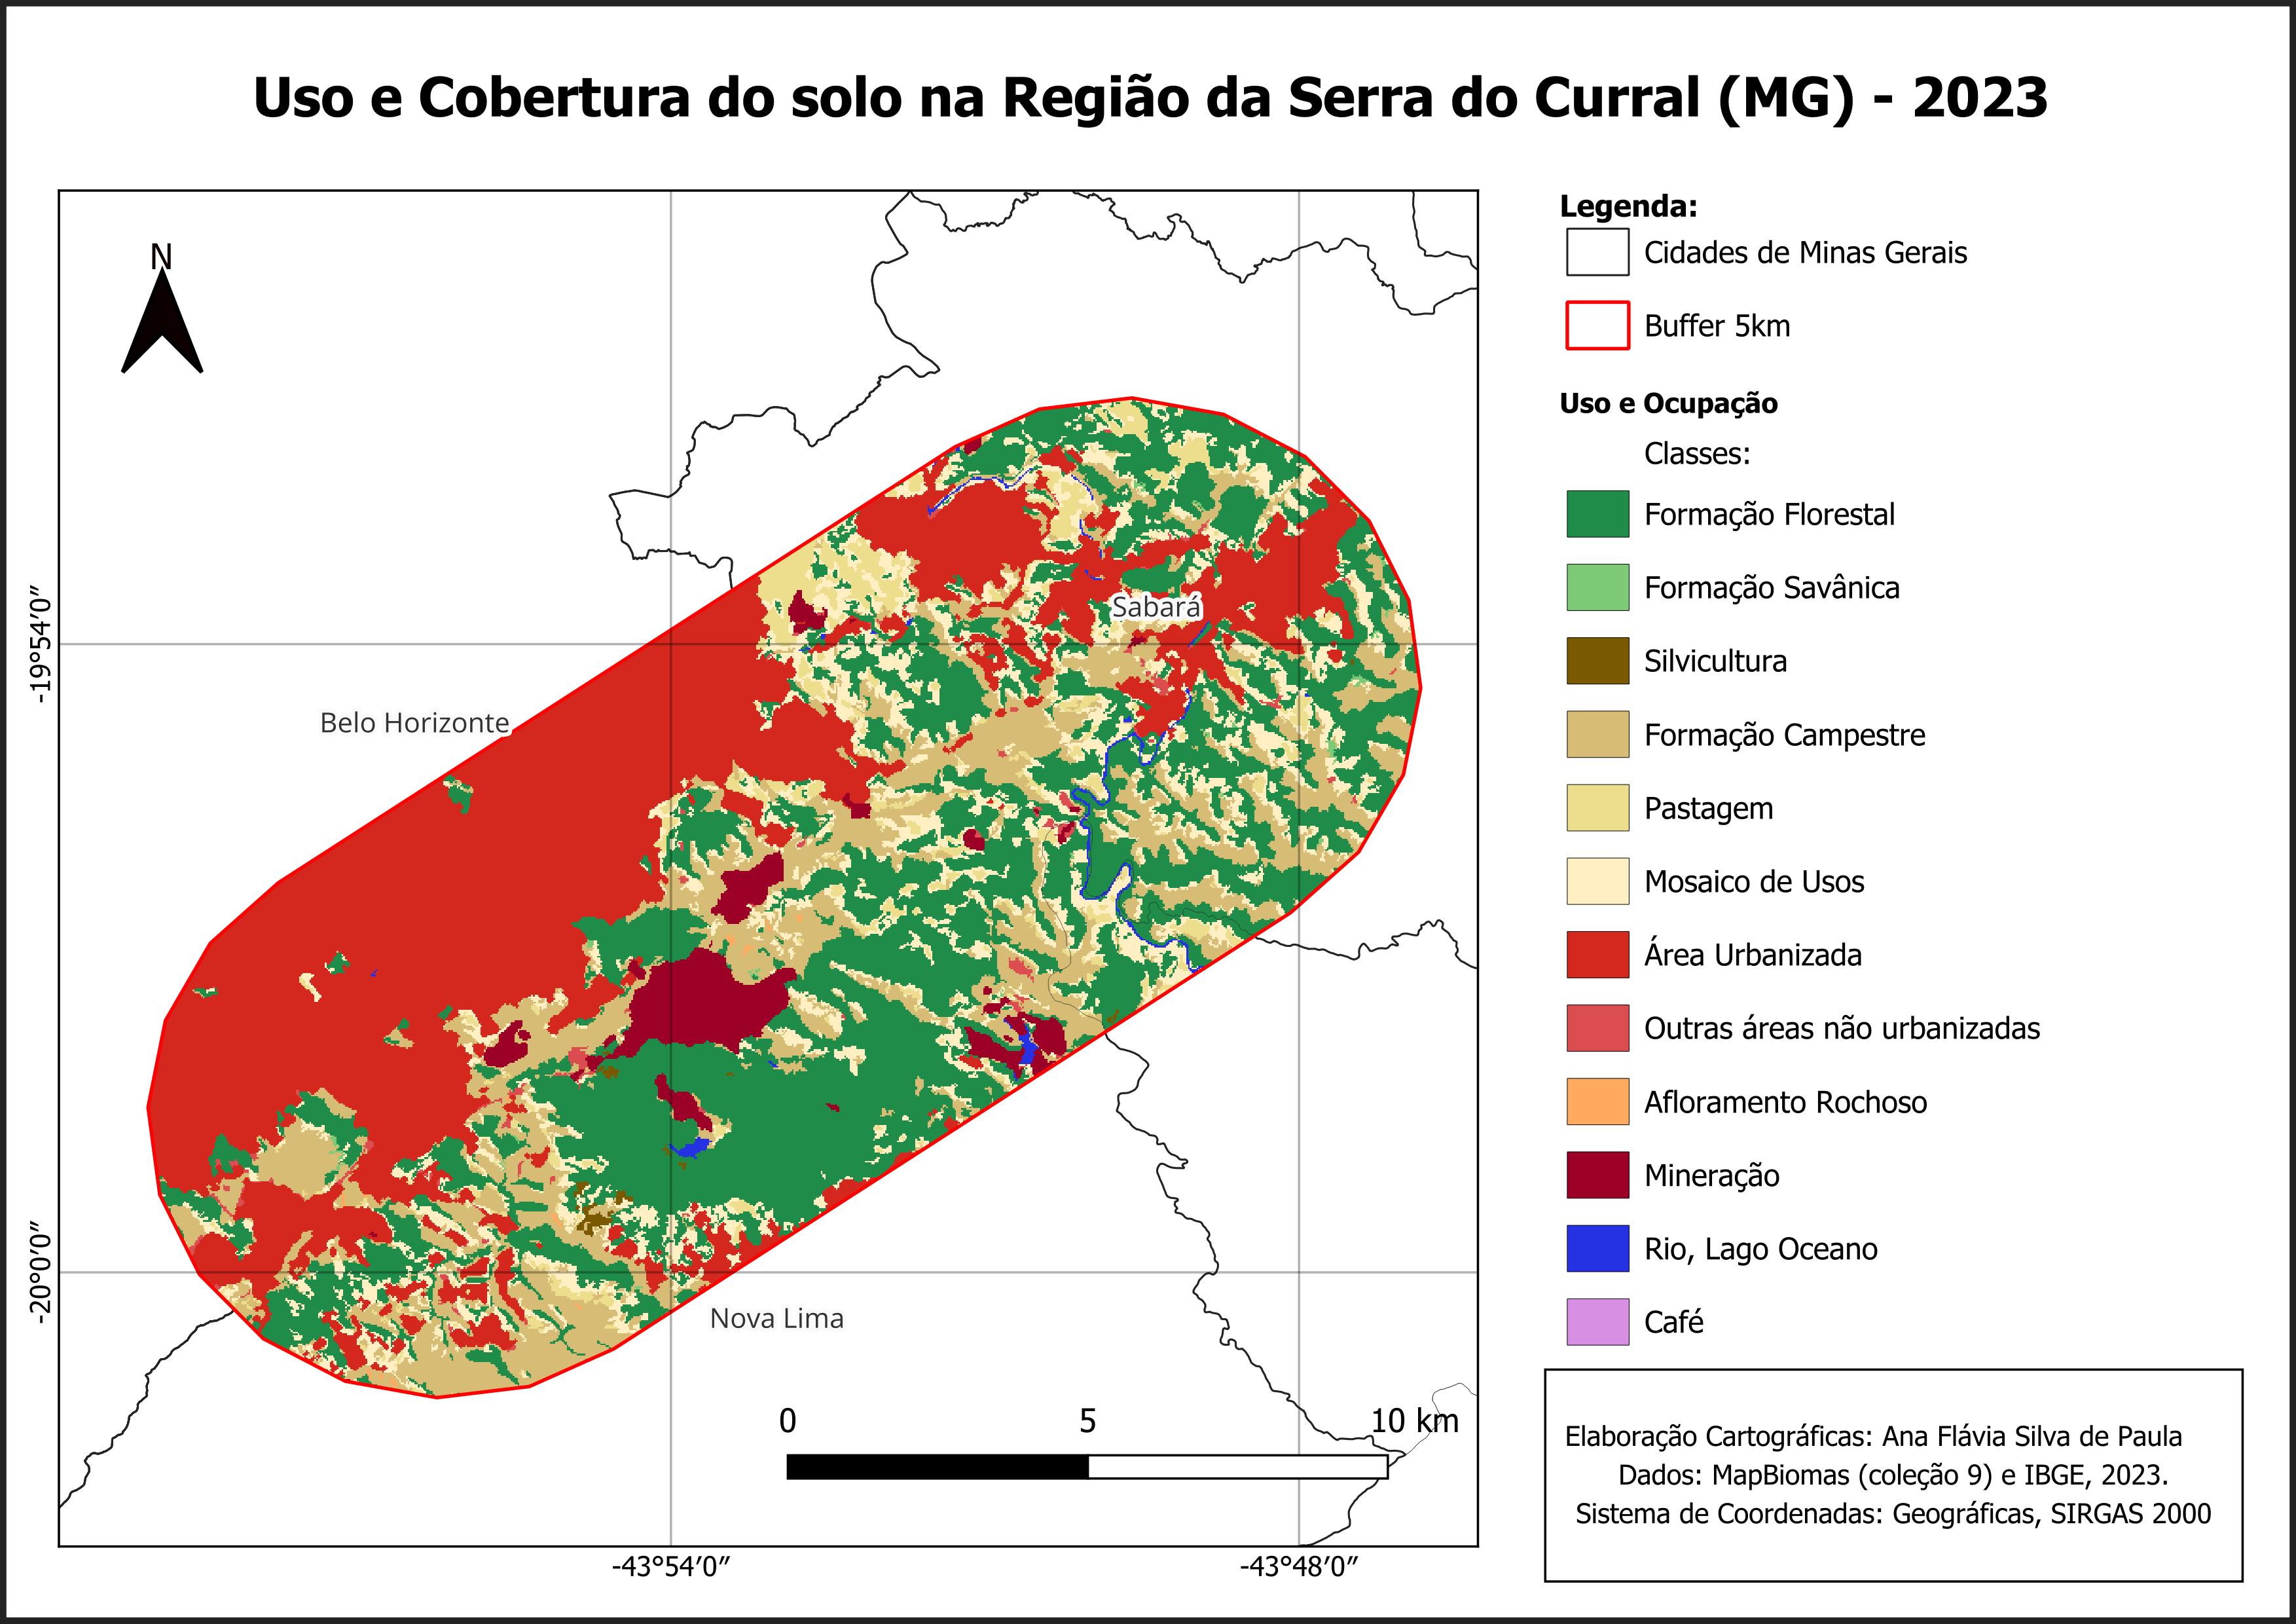 Uso e Cobertura do solo na Região da Serra do Curral (MG) - 2023
N
Belo Horizonte
Sabará
Nova Lima
-19°54′0″
-20°0′0″
-43°54′0″
-43°48′0″
0 5 10 km
Legenda:
Cidades de Minas Gerais
Buffer 5km
Uso e Ocupação
Classes:
Formação Florestal
Formação Savânica
Silvicultura
Formação Campestre
Pastagem
Mosaico de Usos
Área Urbanizada
Outras áreas não urbanizadas
Afloramento Rochoso
Mineração
Rio, Lago Oceano
Café
Elaboração Cartográficas: Ana Flávia Silva de Paula
Dados: MapBiomas (coleção 9) e IBGE, 2023.
Sistema de Coordenadas: Geográficas, SIRGAS 2000